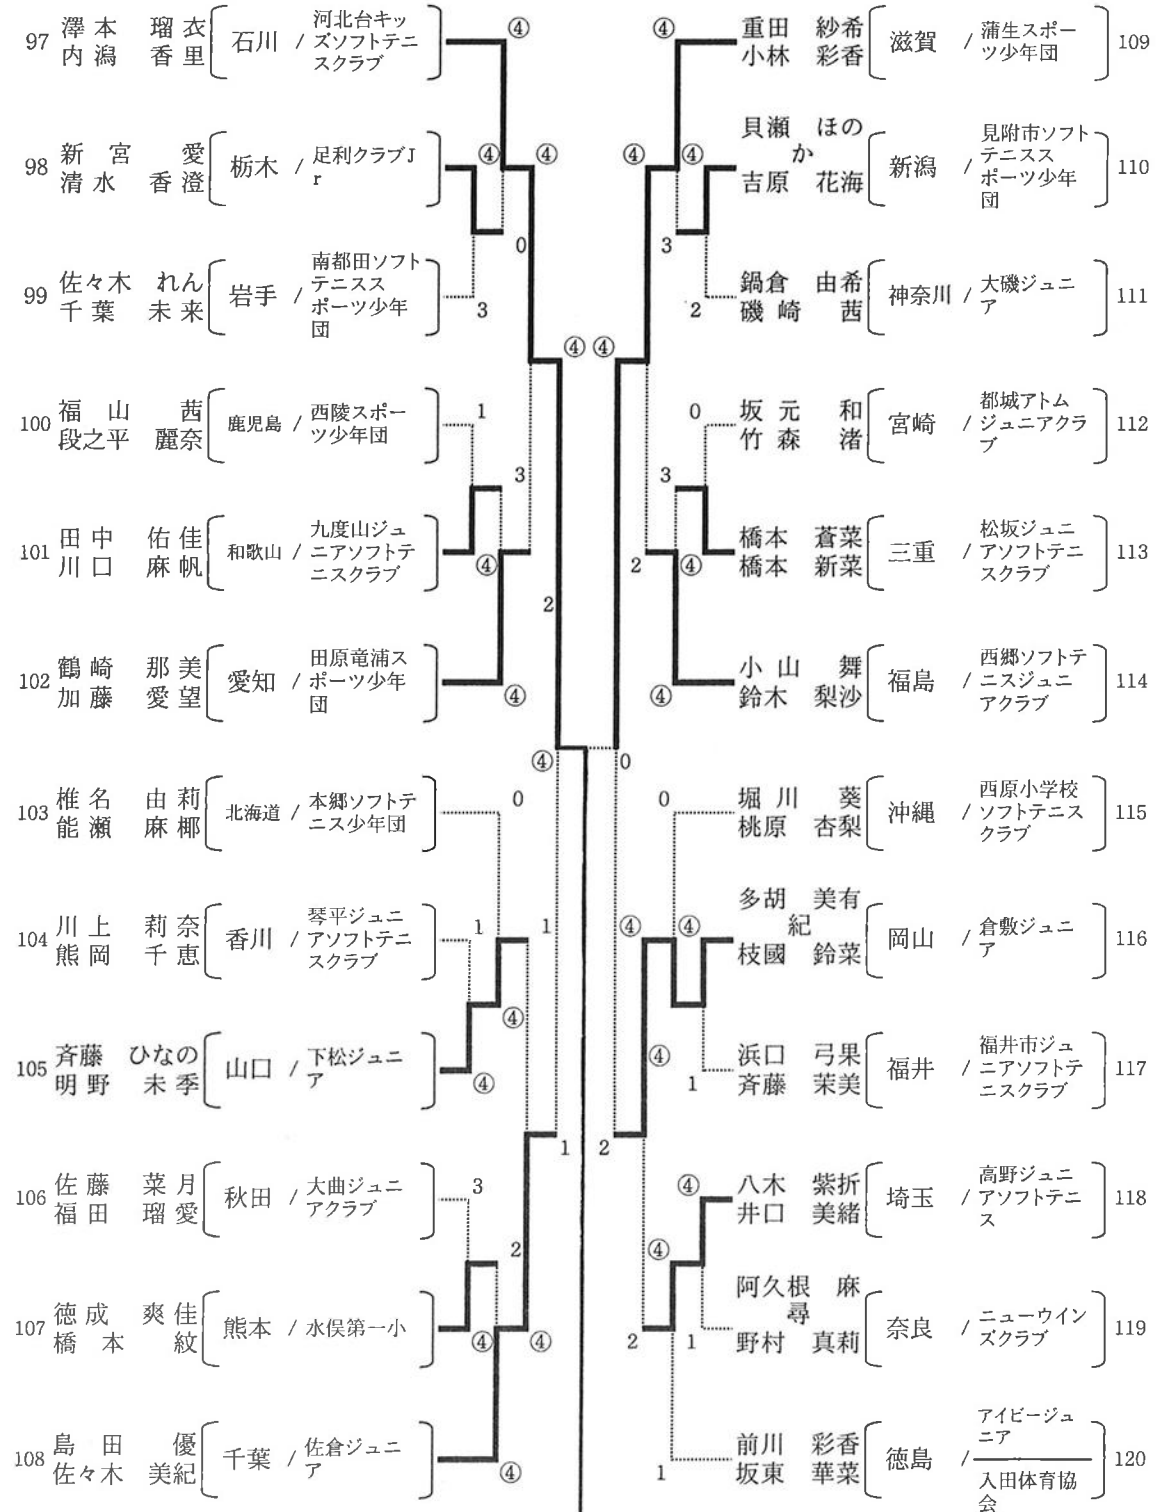 97
澤本 瑠衣
内潟 香里
石川
/
河北台キッ
ズソフトテニ
スクラブ
98
新宮 愛
清水 香澄
栃木
/
足利クラブJ
r
99
佐々木 れん
千葉 未来
岩手
/
南都田ソフト
テニスス
ポーツ少年
団
100
福山 茜
段之平 麗奈
鹿児島
/
西陵スポー
ツ少年団
101
田中 佑佳
川口 麻帆
和歌山
/
九度山ジュ
ニアソフトテ
ニスクラブ
102
鶴崎 那美
加藤 愛望
愛知
/
田原竜浦ス
ポーツ少年
団
103
椎名 由莉
能瀬 麻椰
北海道
/
本郷ソフトテ
ニス少年団
104
川上 莉奈
熊岡 千恵
香川
/
琴平ジュニ
アソフトテニ
スクラブ
105
斉藤 ひなの
明野 未季
山口
/
下松ジュニ
ア
106
佐藤 菜月
福田 瑠愛
秋田
/
大曲ジュニ
アクラブ
107
徳成 爽佳
橋本 紋
熊本
/
水俣第一小
108
島田 優
佐々木 美紀
千葉
/
佐倉ジュニ
ア
④
④ ④
0
3
④
1
3
④
2
④
④
0
1
1
④
④
1
3
2
④ ④
④
④
④ ④
3
2
④
0
3
2 ④
④
0
0
④ ④
④
1
2
④
④
2 1
1
重田 紗希
小林 彩香
滋賀
/
蒲生スポー
ツ少年団
109
貝瀬 ほの
か
吉原 花海
新潟
/
見附市ソフト
テニスス
ポーツ少年
団
110
鍋倉 由希
磯崎 茜
神奈川
/
大磯ジュニ
ア
111
坂元 和
竹森 渚
宮崎
/
都城アトム
ジュニアクラ
ブ
112
橋本 蒼菜
橋本 新菜
三重
/
松坂ジュニ
アソフトテニ
スクラブ
113
小山 舞
鈴木 梨沙
福島
/
西郷ソフトテ
ニスジュニ
アクラブ
114
堀川 葵
桃原 杏梨
沖縄
/
西原小学校
ソフトテニス
クラブ
115
多胡 美有
紀
枝國 鈴菜
岡山
/
倉敷ジュニ
ア
116
浜口 弓果
斉藤 茉美
福井
/
福井市ジュ
ニアソフトテ
ニスクラブ
117
八木 紫折
井口 美緒
埼玉
/
高野ジュニ
アソフトテニ
ス
118
阿久根 麻
尋
野村 真莉
奈良
/
ニューウイン
ズクラブ
119
前川 彩香
坂東 華菜
徳島
/
アイビージュ
ニア
入田体育協
会
120